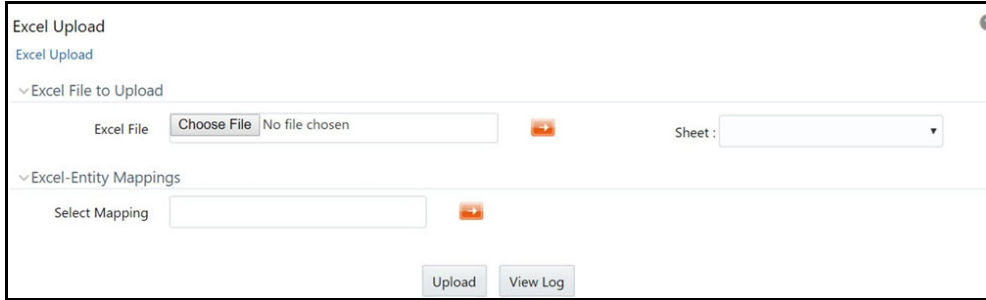 Excel Upload
Excel Upload
Excel File to Upload
Excel File Choose File No file chosen Sheet :
Excel-Entity Mappings
Select Mapping
Upload View Log